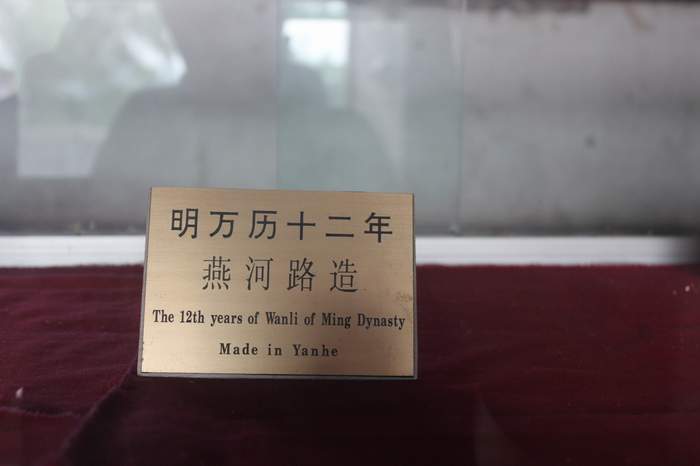 明万历十二年
燕河路造
The 12th years of Wanli of Ming Dynasty
Made in Yanhe